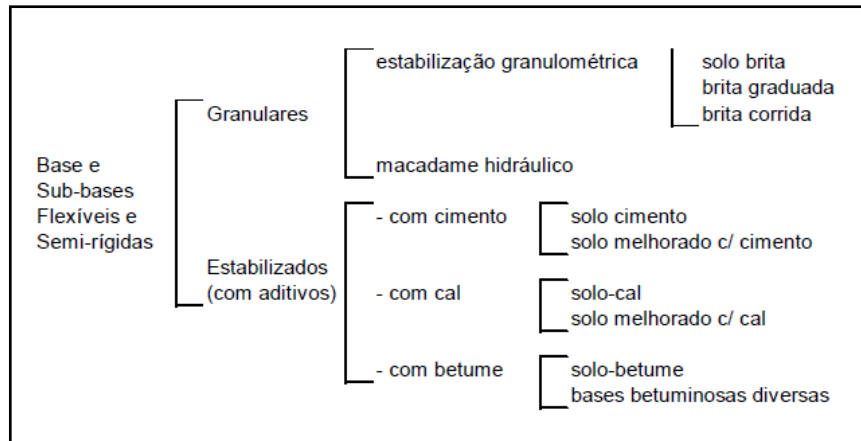 Base e
Sub-bases
Flexíveis e
Semi-rígidas
Granulares
estabilização granulométrica
solo brita
brita graduada
brita corrida
macadame hidráulico
Estabilizados
(com aditivos)
- com cimento
solo cimento
solo melhorado c/ cimento
- com cal
solo-cal
solo melhorado c/ cal
- com betume
solo-betume
bases betuminosas diversas